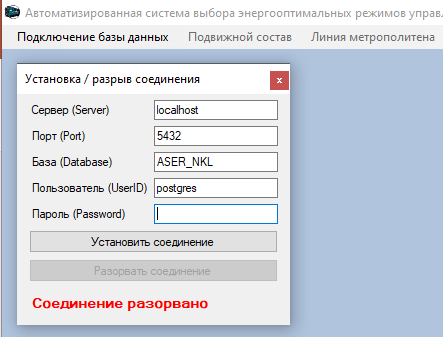 Автоматизированная система выбора энергооптимальных режимов управл
Подключение базы данных Подвижной состав Линия метрополитена
Установка / разрыв соединения x
Сервер (Server) localhost
Порт (Port) 5432
База (Database) ASER_NKL
Пользователь (UserID) postgres
Пароль (Password)
Установить соединение
Разорвать соединение
Соединение разорвано